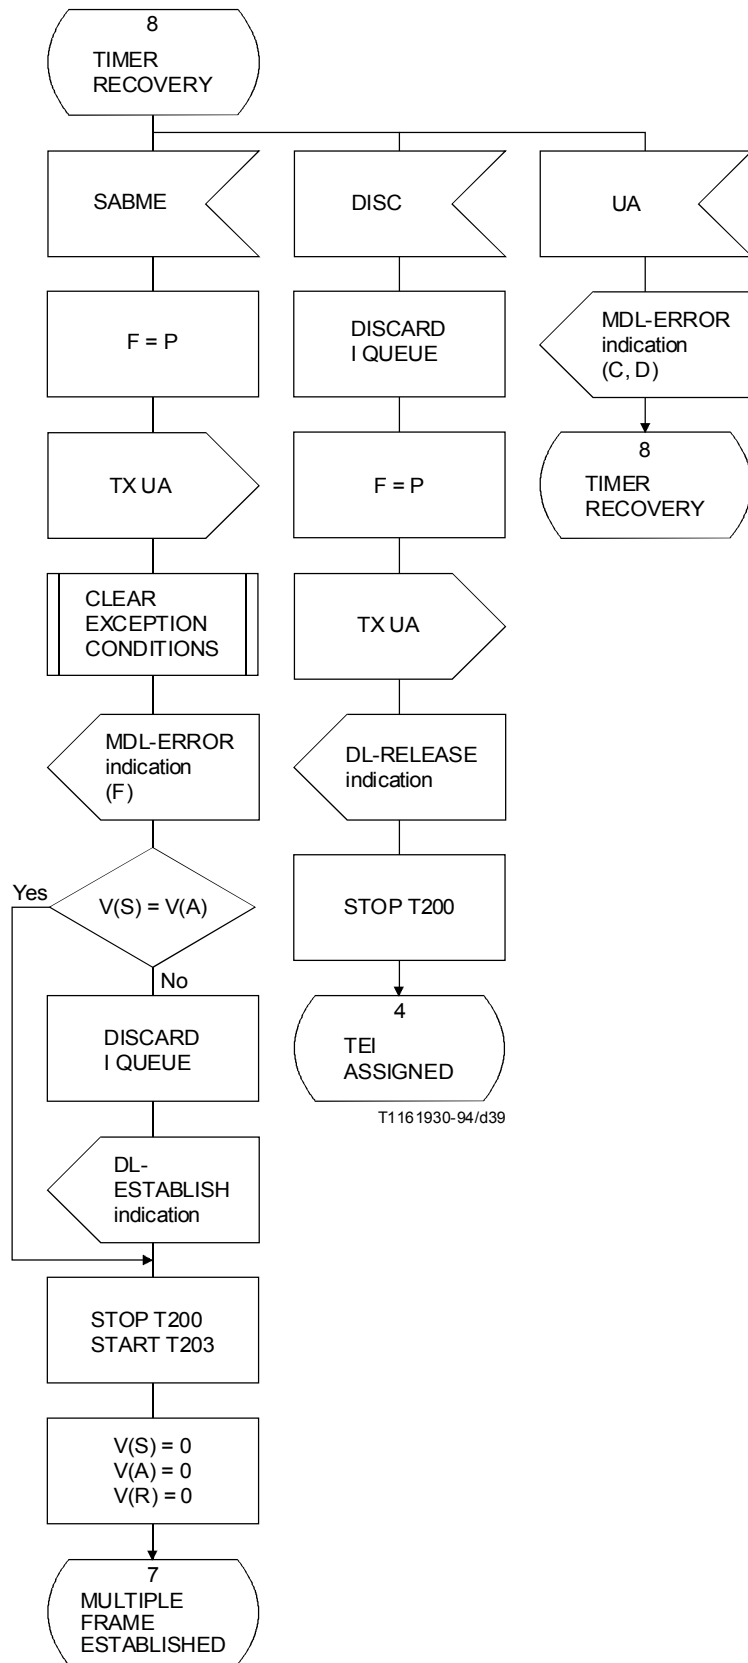 8
TIMER
RECOVERY
SABME
F = P
TX UA
CLEAR
EXCEPTION
CONDITIONS
MDL-ERROR
indication
(F)
Yes
V(S) = V(A)
No
DISCARD
I QUEUE
DL-
ESTABLISH
indication
STOP T200
START T203
V(S) = 0
V(A) = 0
V(R) = 0
7
MULTIPLE
FRAME
ESTABLISHED
DISC
DISCARD
I QUEUE
F = P
TX UA
DL-RELEASE
indication
STOP T200
4
TEI
ASSIGNED
T1161930-94/d39
UA
MDL-ERROR
indication
(C, D)
8
TIMER
RECOVERY